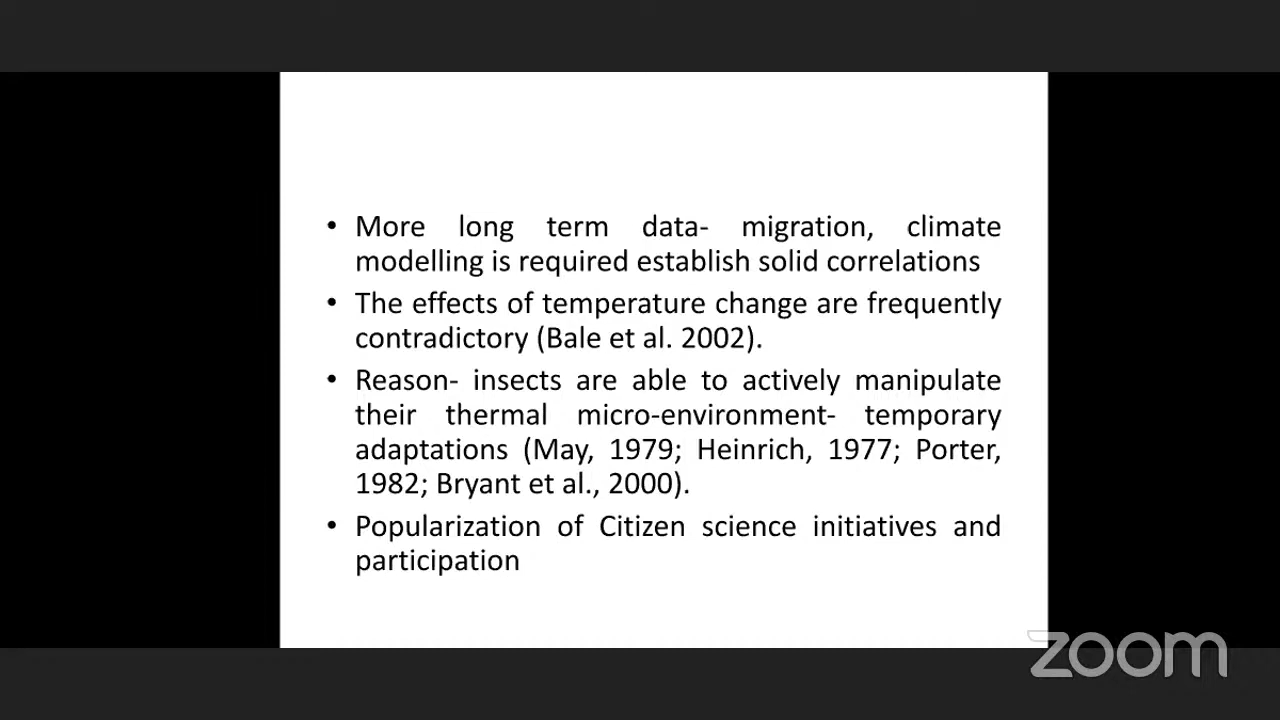 • More long term data- migration, climate
modelling is required establish solid correlations
• The effects of temperature change are frequently
contradictory (Bale et al. 2002).
• Reason- insects are able to actively manipulate
their thermal micro-environment- temporary
adaptations (May, 1979; Heinrich, 1977; Porter,
1982; Bryant et al., 2000).
• Popularization of Citizen science initiatives and
participation
zoom